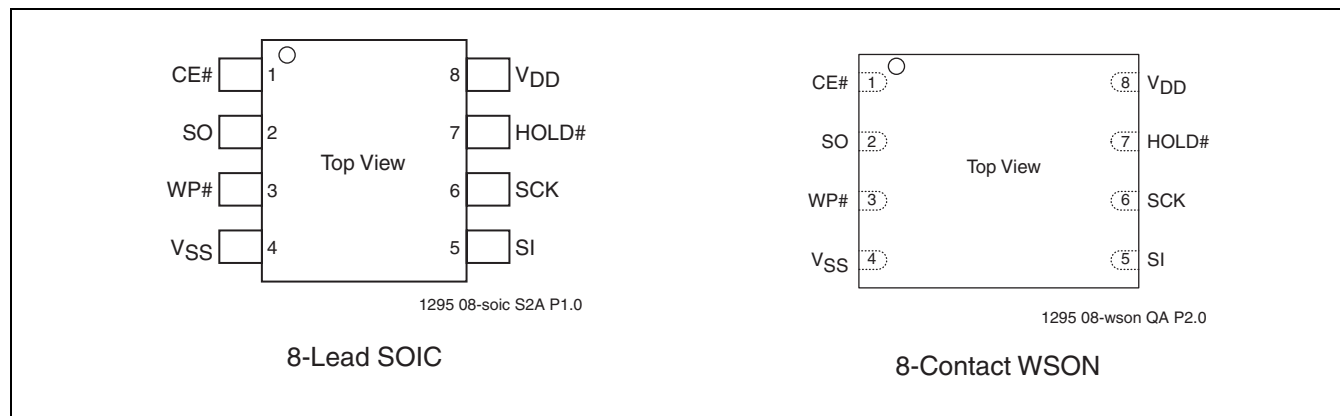 CE# 1 8 VDD
SO 2 7 HOLD#
Top View
WP# 3 6 SCK
VSS 4 5 SI
1295 08-soic S2A P1.0
8-Lead SOIC
CE# 1 8 VDD
SO 2 7 HOLD#
Top View
WP# 3 6 SCK
VSS 4 5 SI
1295 08-wson QA P2.0
8-Contact WSON